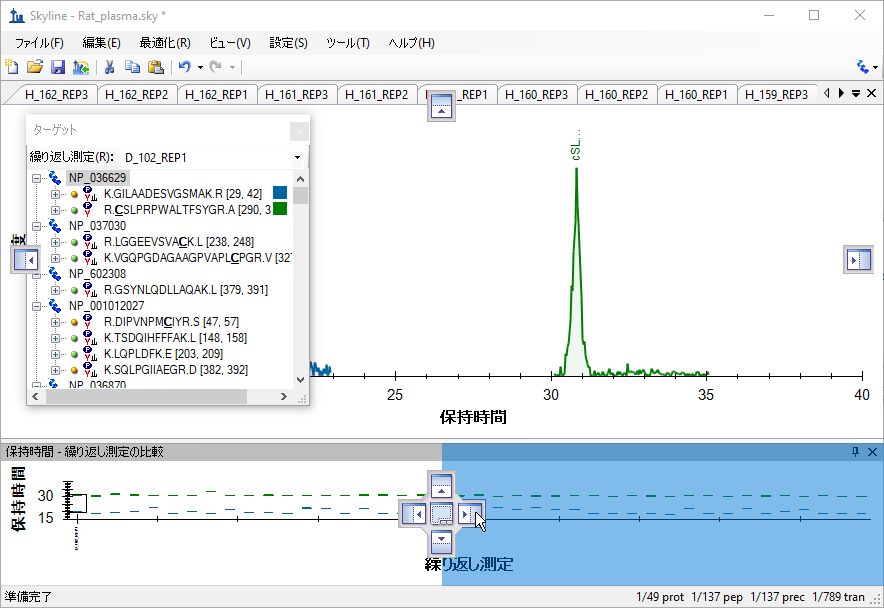 Skyline - Rat_plasma.sky *
ファイル(F) 編集(E) 最適化(R) ビュー(V) 設定(S) ツール(T) ヘルプ(H)
H_162_REP3 H_162_REP2 H_162_REP1 H_161_REP3 H_161_REP2 _REP1 H_160_REP3 H_160_REP2 H_160_REP1 H_159_REP3
ターゲット
繰り返し測定(R): D_102_REP1
NP_036629
K.GILAADESVGSMAK.R [29, 42]
R.CSLPRPWALTFSYGR.A [290, 3
NP_037030
R.LGGEEVSVACK.L [238, 248]
K.VGQPGDAGAAGPVAPLCPGR.V [327
NP_602308
R.GSYNLQDLLAQAK.L [379, 391]
NP_001012027
R.DIPVNPMCIYR.S [47, 57]
K.TSDQIHFFFAK.L [148, 158]
K.LQPLDFK.E [203, 209]
K.SQLPGIIAEGR.D [382, 392]
NP_036870
cSL...
25 30 35 40
保持時間
保持時間 - 繰り返し測定の比較
保持時間
30
15
繰り返し測定
準備完了 1/49 prot 1/137 pep 1/137 prec 1/789 tran